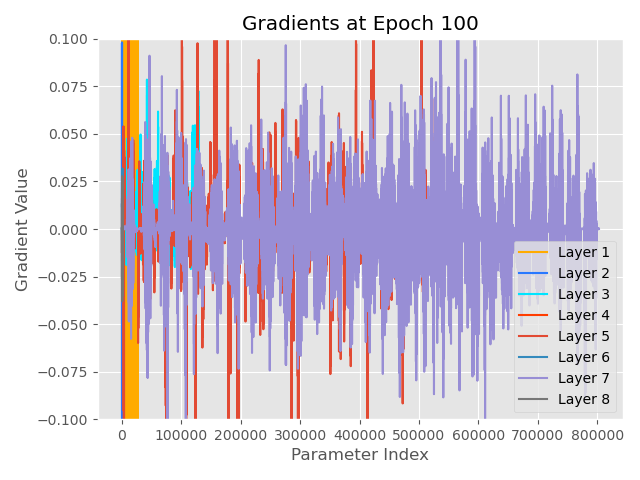 Gradients at Epoch 100
0.100
0.075
0.050
0.025
0.000
−0.025
−0.050
−0.075
−0.100
Gradient Value
Layer 1
Layer 2
Layer 3
Layer 4
Layer 5
Layer 6
Layer 7
Layer 8
0 100000 200000 300000 400000 500000 600000 700000 800000
Parameter Index